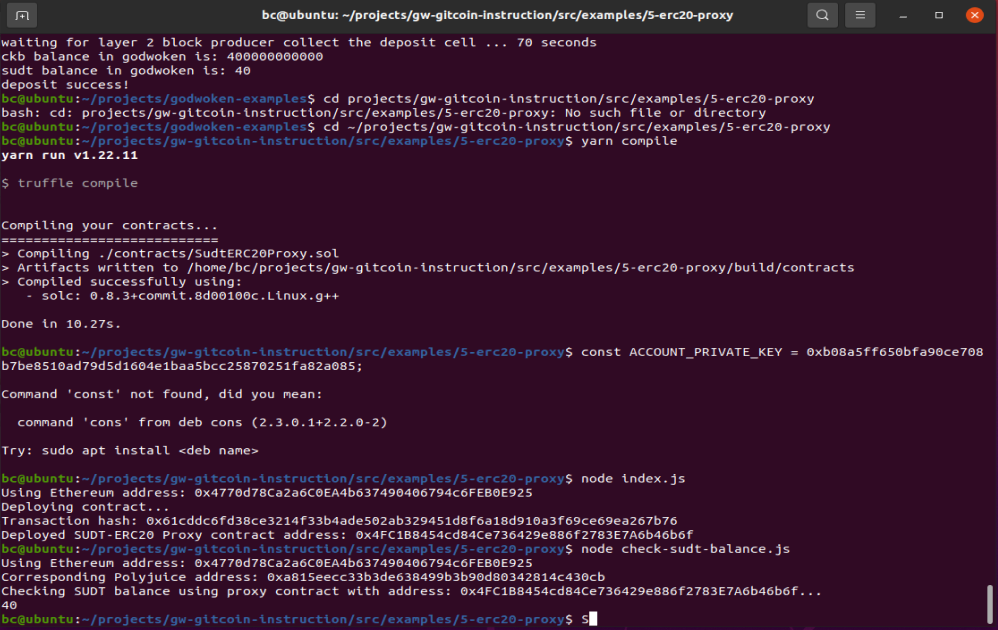 bc@ubuntu: ~/projects/gw-gitcoin-instruction/src/examples/5-erc20-proxy
waiting for layer 2 block producer collect the deposit cell ... 70 seconds
ckb balance in godwoken is: 400000000000
sudt balance in godwoken is: 40
deposit success!
bc@ubuntu:~/projects/godwoken-examples$ cd projects/gw-gitcoin-instruction/src/examples/5-erc20-proxy
bash: cd: projects/gw-gitcoin-instruction/src/examples/5-erc20-proxy: No such file or directory
bc@ubuntu:~/projects/godwoken-examples$ cd ~/projects/gw-gitcoin-instruction/src/examples/5-erc20-proxy
bc@ubuntu:~/projects/gw-gitcoin-instruction/src/examples/5-erc20-proxy$ yarn compile
yarn run v1.22.11
$ truffle compile
Compiling your contracts...
===========================
> Compiling ./contracts/SudtERC20Proxy.sol
> Artifacts written to /home/bc/projects/gw-gitcoin-instruction/src/examples/5-erc20-proxy/build/contracts
> Compiled successfully using:
   - solc: 0.8.3+commit.8d00100c.Linux.g++
Done in 10.27s.
bc@ubuntu:~/projects/gw-gitcoin-instruction/src/examples/5-erc20-proxy$ const ACCOUNT_PRIVATE_KEY = 0xb08a5ff650bfa90ce708
b7be8510ad79d5d1604e1baa5bcc25870251fa82a085;
Command 'const' not found, did you mean:
  command 'cons' from deb cons (2.3.0.1+2.2.0-2)
Try: sudo apt install <deb name>
bc@ubuntu:~/projects/gw-gitcoin-instruction/src/examples/5-erc20-proxy$ node index.js
Using Ethereum address: 0x4770d78Ca2a6C0EA4b637490406794c6FEB0E925
Deploying contract...
Transaction hash: 0x61cddc6fd38ce3214f33b4ade502ab329451d8f6a18d910a3f69ce69ea267b76
Deployed SUDT-ERC20 Proxy contract address: 0x4FC1B8454cd84Ce736429e886f2783E7A6b46b6f
bc@ubuntu:~/projects/gw-gitcoin-instruction/src/examples/5-erc20-proxy$ node check-sudt-balance.js
Using Ethereum address: 0x4770d78Ca2a6C0EA4b637490406794c6FEB0E925
Corresponding Polyjuice address: 0xa815eecc33b3de638499b3b90d80342814c430cb
Checking SUDT balance using proxy contract with address: 0x4FC1B8454cd84Ce736429e886f2783E7A6b46b6f...
40
bc@ubuntu:~/projects/gw-gitcoin-instruction/src/examples/5-erc20-proxy$ S